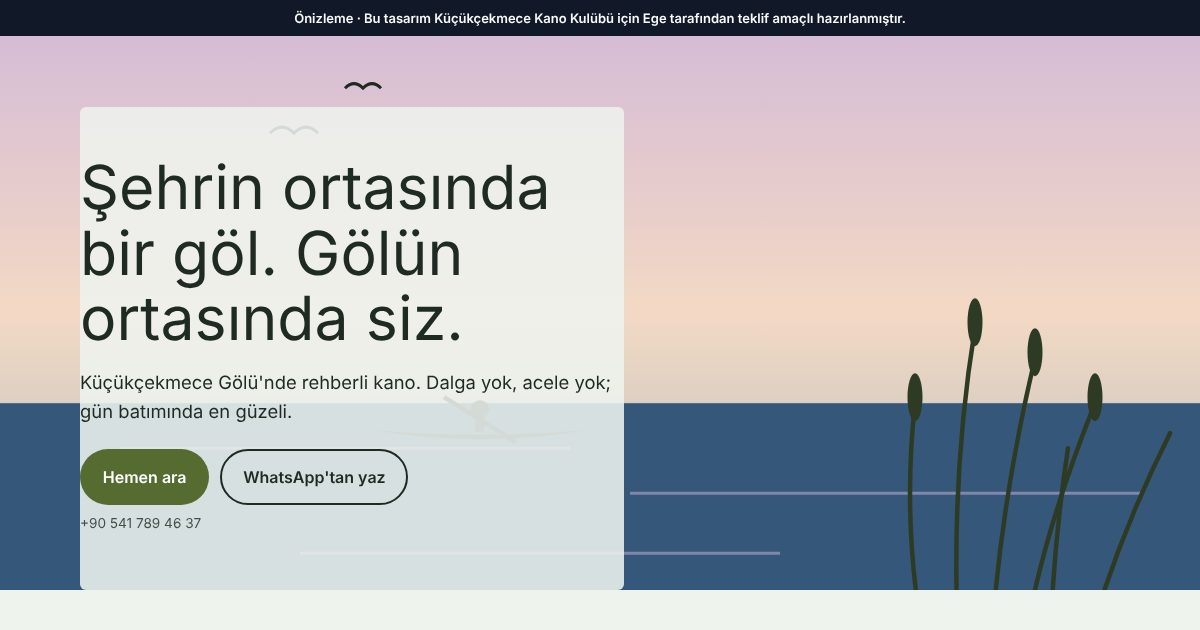 Önizleme · Bu tasarım Küçükçekmece Kano Kulübü için Ege tarafından teklif amaçlı hazırlanmıştır.
Şehrin ortasında
bir göl. Gölün
ortasında siz.
Küçükçekmece Gölü'nde rehberli kano. Dalga yok, acele yok;
gün batımında en güzeli.
Hemen ara
WhatsApp'tan yaz
+90 541 789 46 37